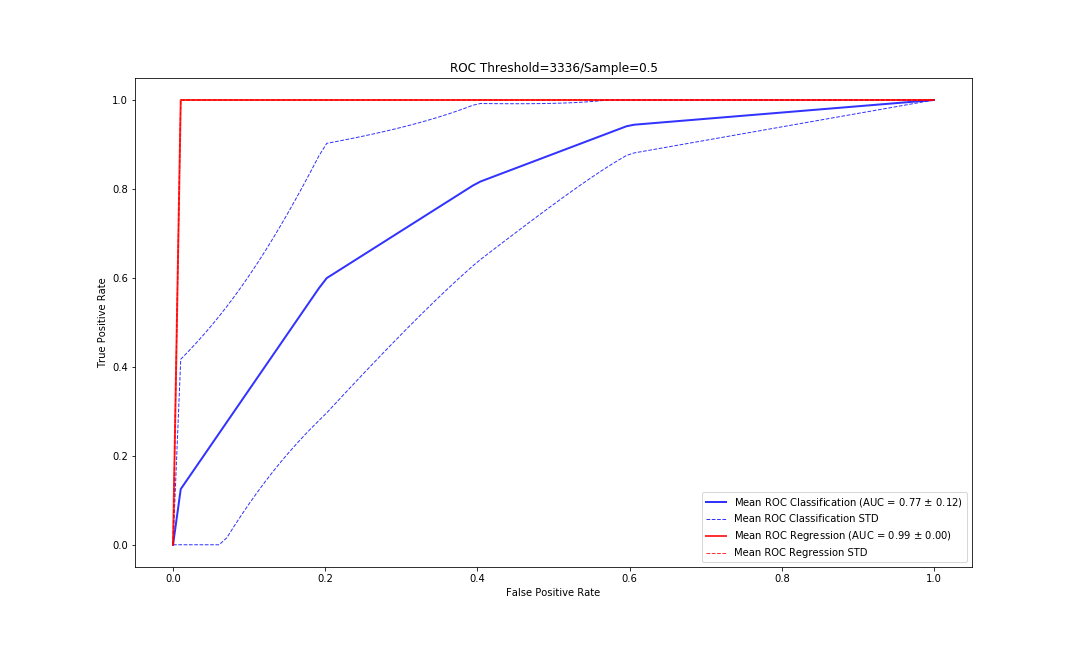 ROC Threshold=3336/Sample=0.5
1.0
0.8
0.6
0.4
0.2
0.0
True Positive Rate
Mean ROC Classification (AUC = 0.77 ± 0.12)
Mean ROC Classification STD
Mean ROC Regression (AUC = 0.99 ± 0.00)
Mean ROC Regression STD
0.0 0.2 0.4 0.6 0.8 1.0
False Positive Rate